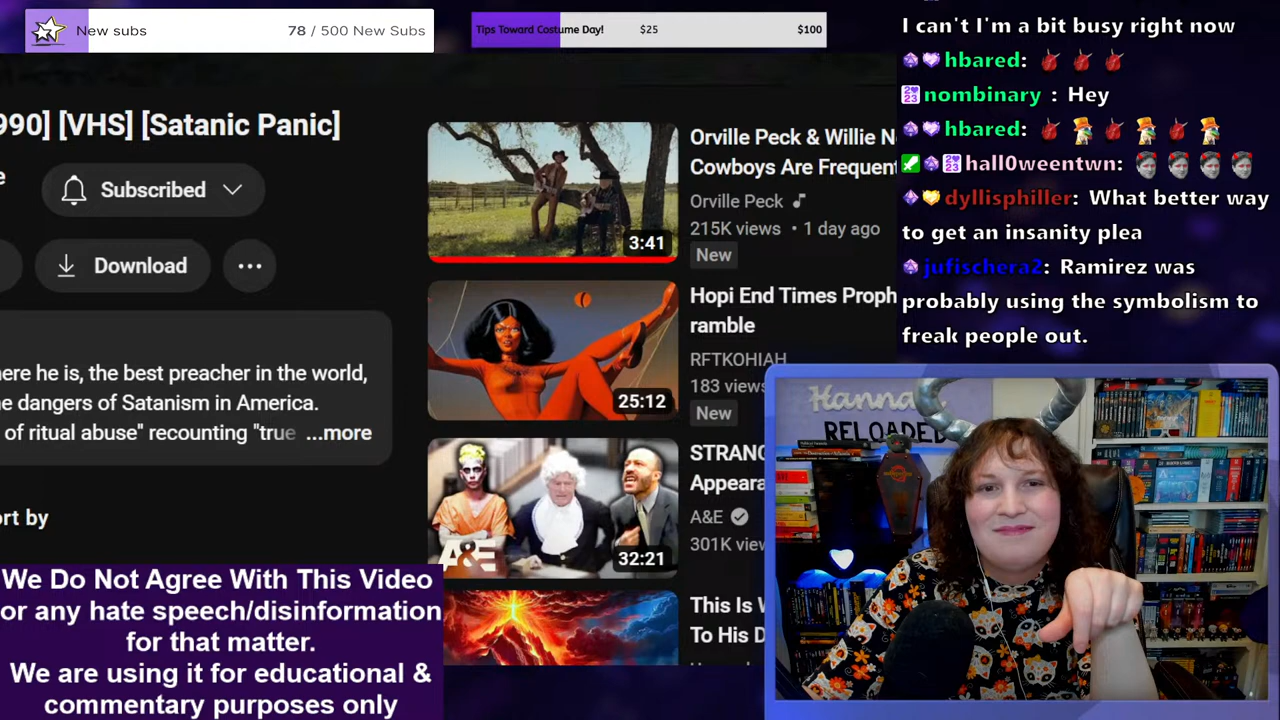 New subs
78 / 500 New Subs
Tips Toward Costume Day!
$25
$100
990] [VHS] [Satanic Panic]
Subscribed
Download
here he is, the best preacher in the world,
e dangers of Satanism in America.
of ritual abuse" recounting "true ...more
ort by
We Do Not Agree With This Video
or any hate speech/disinformation
for that matter.
We are using it for educational &
commentary purposes only
3:41
Orville Peck & Willie N
Cowboys Are Frequent
Orville Peck
215K views • 1 day ago
New
25:12
Hopi End Times Proph
ramble
RFTKOHIAH
183 views
New
A&E
32:21
STRANG
Appeara
A&E
301K view
This Is W
To His D
I can't I'm a bit busy right now
hbared:
nombinary : Hey
hbared:
hall0weentwn:
dyllisphiller: What better way
to get an insanity plea
jufischera2: Ramirez was
probably using the symbolism to
freak people out.
Hannah
RELOADED